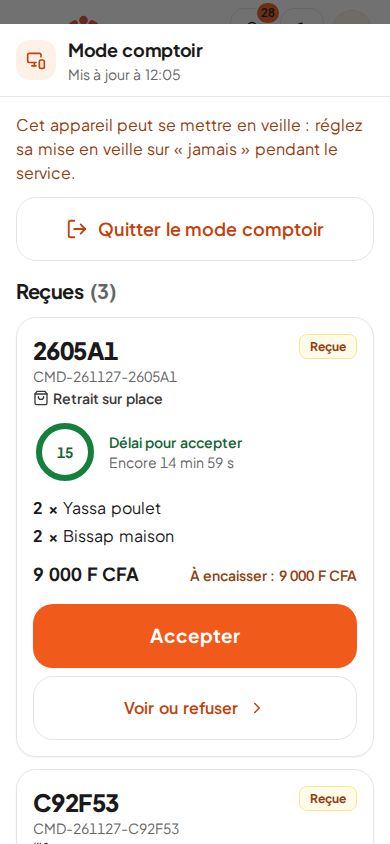 28
Mode comptoir
Mis à jour à 12:05
Cet appareil peut se mettre en veille : réglez
sa mise en veille sur « jamais » pendant le
service.
Quitter le mode comptoir
Reçues (3)
2605A1
Reçue
CMD-261127-2605A1
Retrait sur place
15
Délai pour accepter
Encore 14 min 59 s
2 × Yassa poulet
2 × Bissap maison
9 000 F CFA
À encaisser : 9 000 F CFA
Accepter
Voir ou refuser
C92F53
Reçue
CMD-261127-C92F53